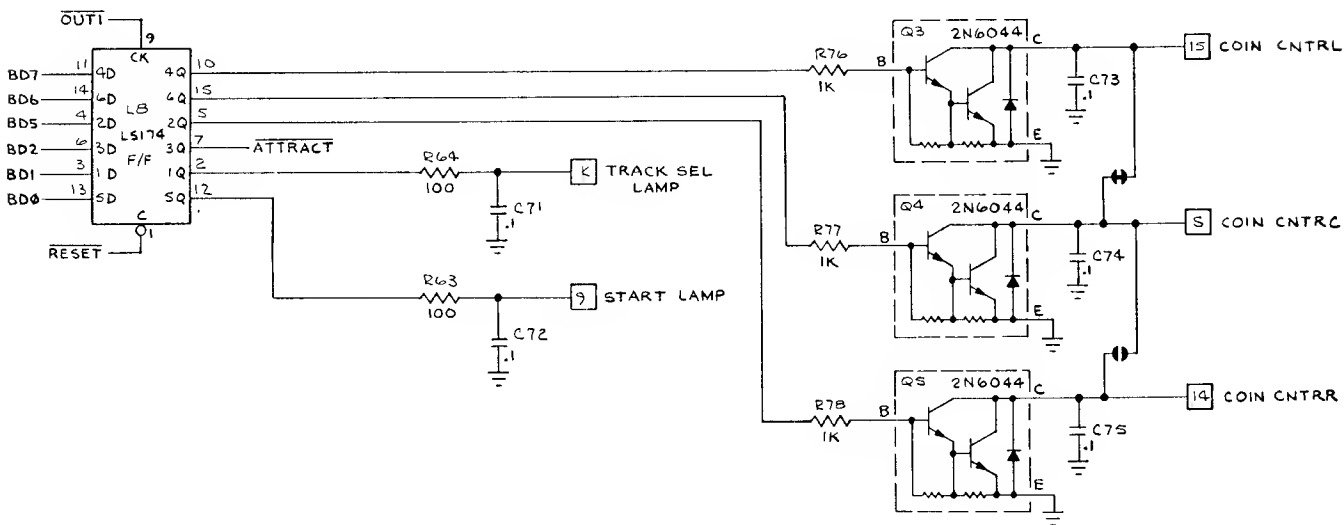 OUT1
9
CK
BD7 11 4D 4Q 10
BD6 14 6D 6Q 15
BD5 4 2D L8 2Q 5
BD2 6 3D LS174 3Q 7 ATTRACT
BD1 3 1D F/F 1Q 2
BD0 13 5D 5Q 12
C
1
RESET
R64
100
C71
.1
K TRACK SEL
LAMP
R63
100
C72
.1
9 START LAMP
R76
1K
B
Q3 2N6044
C
E
C73
.1
15 COIN CNTRL
R77
1K
B
Q4 2N6044
C
E
C74
.1
S COIN CNTRC
R78
1K
B
Q5 2N6044
C
E
C75
.1
14 COIN CNTRR